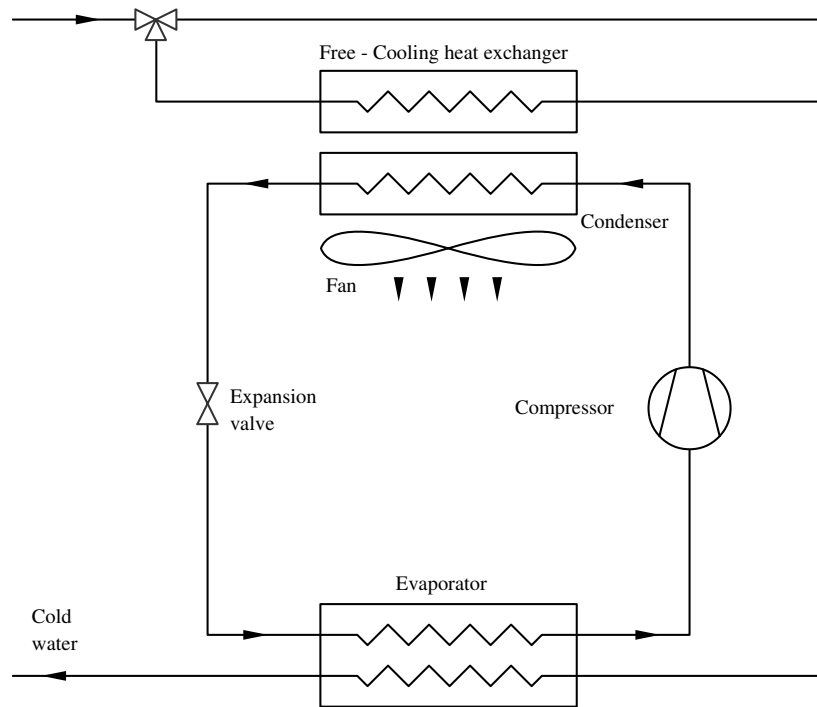 Free - Cooling heat exchanger
Condenser
Fan
Expansion
valve
Compressor
Evaporator
Cold
water